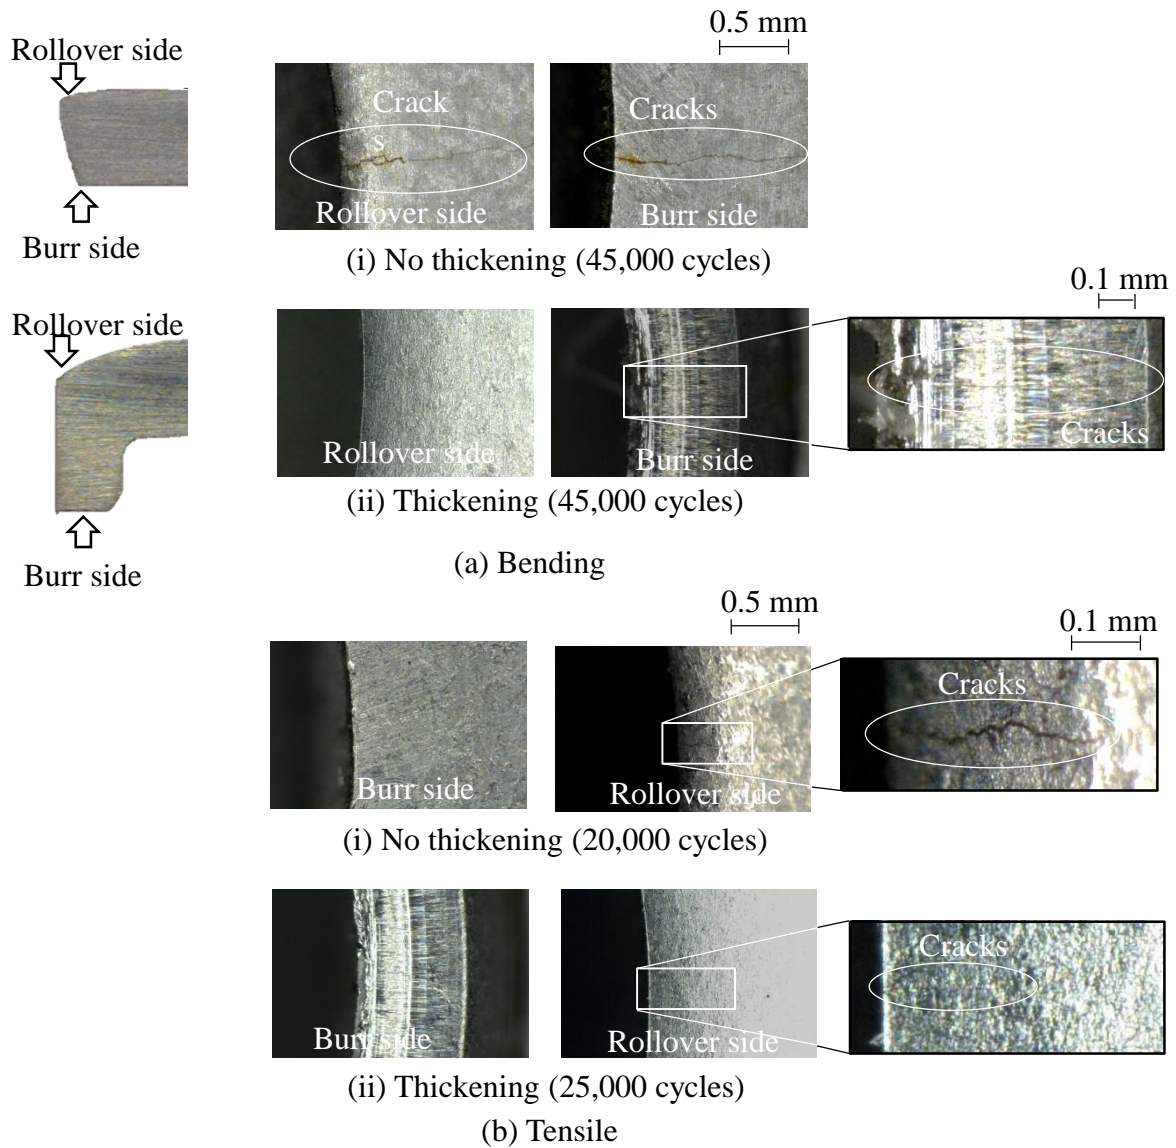 0.5 mm
Rollover side
Crack
s
Cracks
Rollover side
Burr side
Burr side
(i) No thickening (45,000 cycles)
0.1 mm
Rollover side
Rollover side
Burr side
Cracks
(ii) Thickening (45,000 cycles)
Burr side
(a) Bending
0.5 mm
0.1 mm
Cracks
Burr side
Rollover side
(i) No thickening (20,000 cycles)
Cracks
Burr side
Rollover side
(ii) Thickening (25,000 cycles)
(b) Tensile